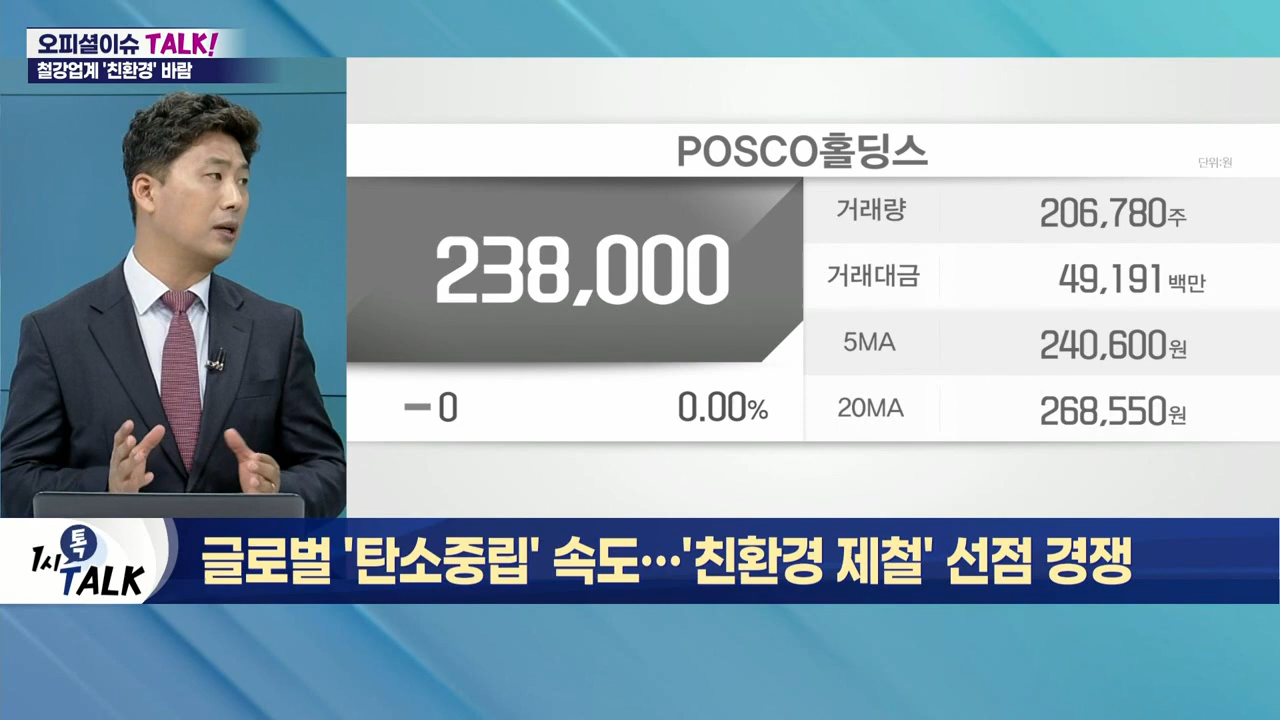 오피셜이슈 TALK!
철강업계 '친환경' 바람
POSCO홀딩스
단위:원
238,000
0 0.00%
거래량 206,780주
거래대금 49,191백만
5MA 240,600원
20MA 268,550원
1시 톡 TALK
글로벌 '탄소중립' 속도…'친환경 제철' 선점 경쟁